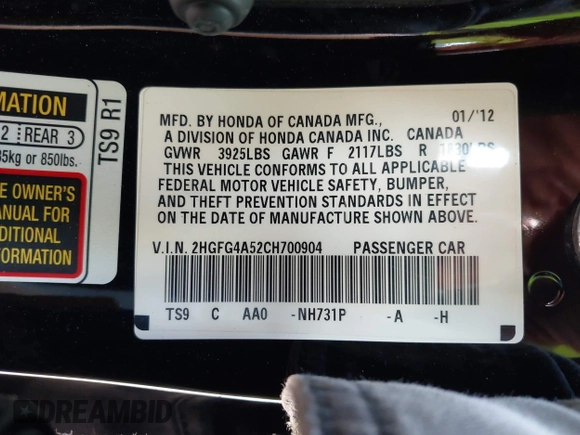 MATION
2 REAR 3
35kg or 850lbs.
E OWNER'S
ANUAL FOR
DITIONAL
FORMATION
TS9 R1
MFD. BY HONDA OF CANADA MFG., 01/'12
A DIVISION OF HONDA CANADA INC. CANADA
GVWR 3925LBS GAWR F 2117LBS R 1830LBS
THIS VEHICLE CONFORMS TO ALL APPLICABLE
FEDERAL MOTOR VEHICLE SAFETY, BUMPER,
AND THEFT PREVENTION STANDARDS IN EFFECT
ON THE DATE OF MANUFACTURE SHOWN ABOVE.
V.I.N. 2HGFG4A52CH700904 PASSENGER CAR
TS9 C AA0 -NH731P -A -H
DREAMBID